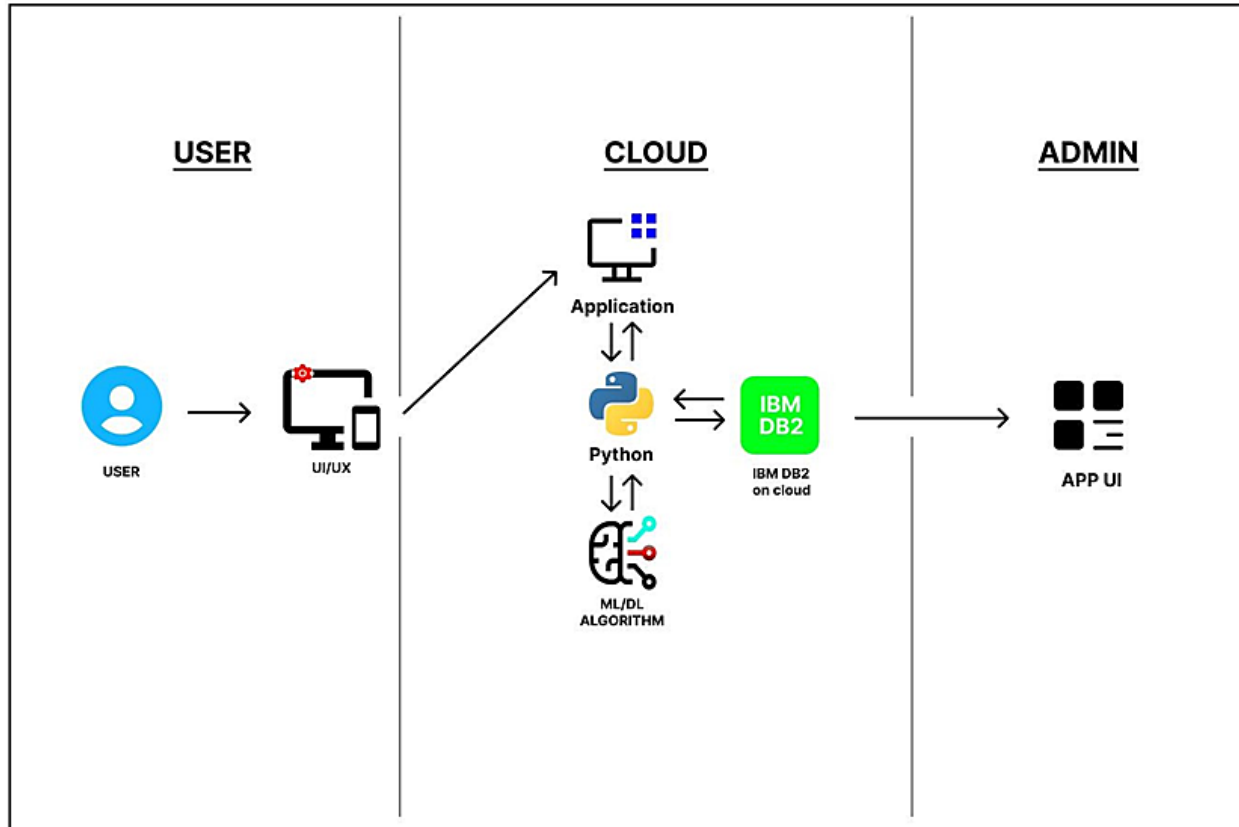 USER
CLOUD
ADMIN
Application
USER
UI/UX
Python
IBM
DB2
IBM DB2
on cloud
APP UI
ML/DL
ALGORITHM